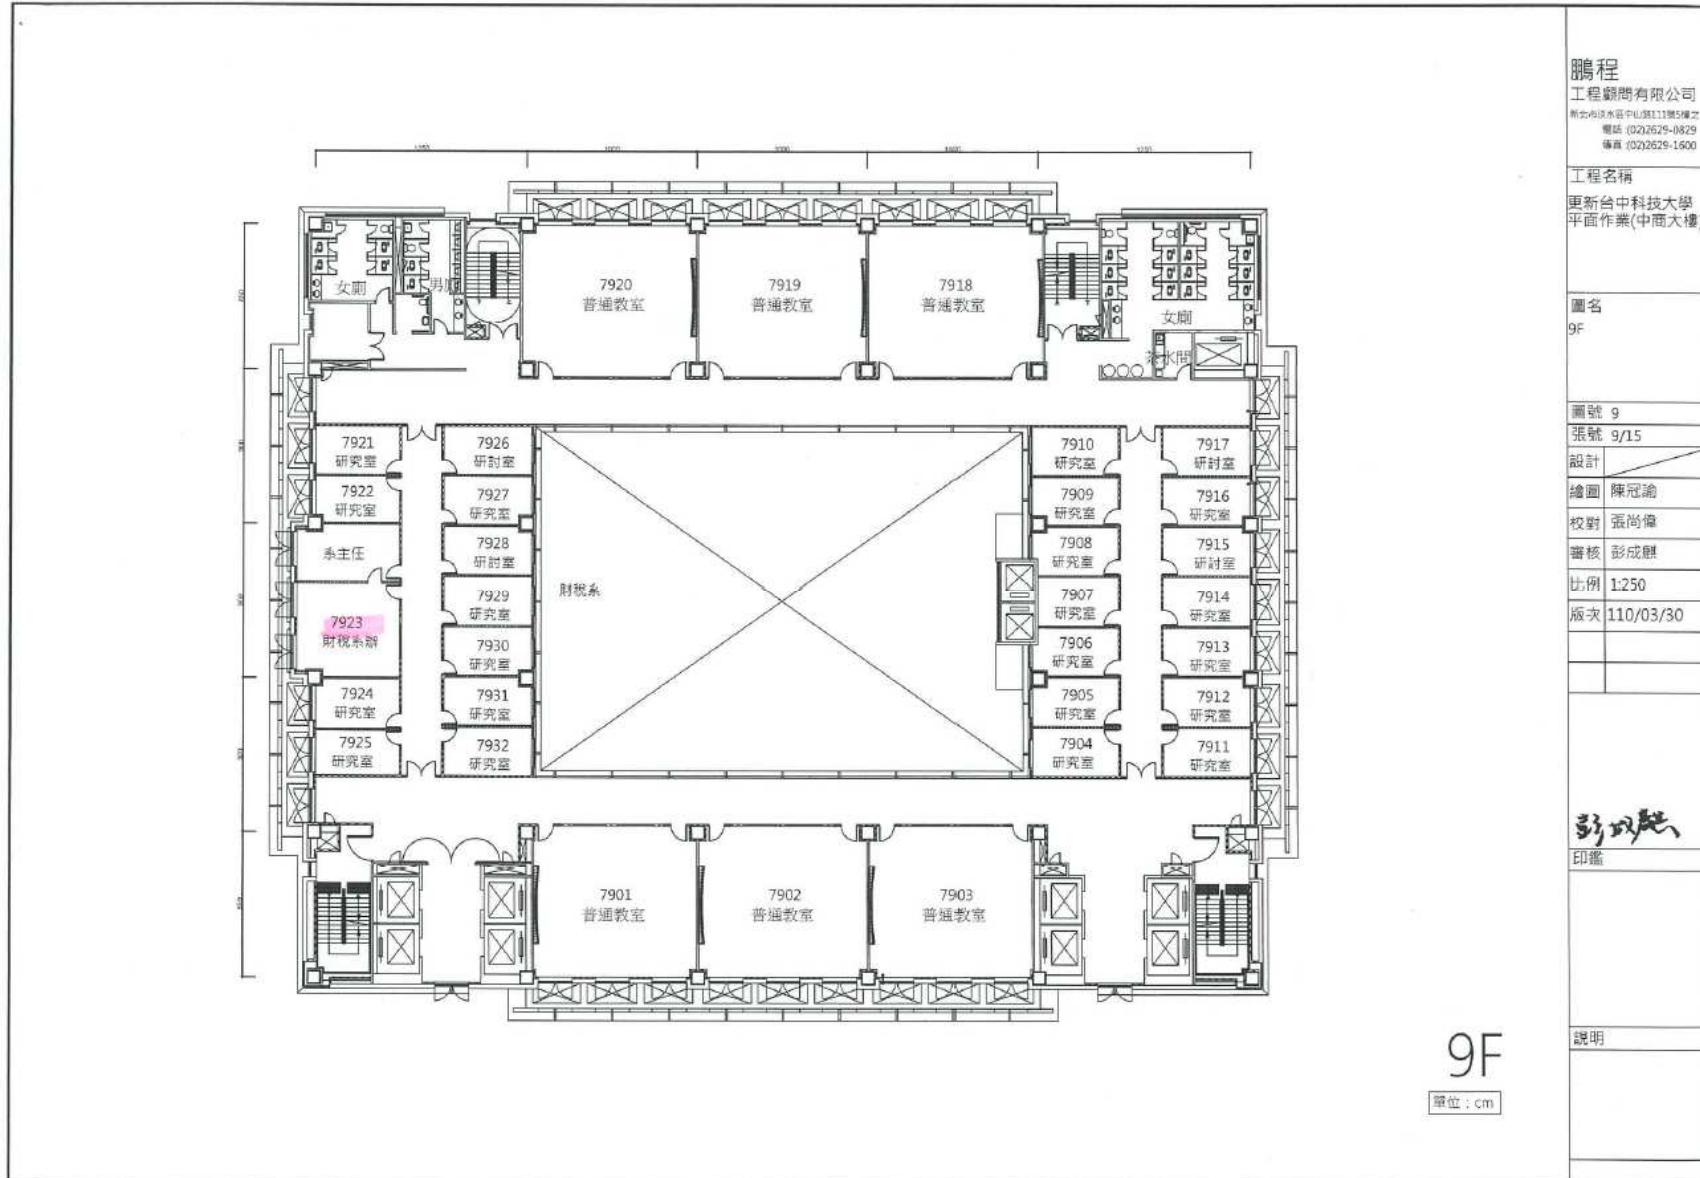 鵬程
工程顧問有限公司
電話:(02)2629-0829
傳真:(02)2629-1600
工程名稱
更新台中科技大學
平面作業(中商大樓
圖名
9F
圖號 9
張號 9/15
設計
繪圖 陳冠諭
校對 張尚偉
審核 彭成麒
比例 1:250
版次 110/03/30
彭成麒
印鑑
說明
女廁
男廁
7920
普通教室
7919
普通教室
7918
普通教室
女廁
茶水間
7921
研究室
7926
研討室
7910
研究室
7917
研討室
7922
研究室
7927
研究室
7909
研究室
7916
研究室
系主任
7928
研討室
7908
研究室
7915
研討室
財稅系
7929
研究室
7907
研究室
7914
研究室
7923
財稅系辦
7930
研究室
7906
研究室
7913
研究室
7924
研究室
7931
研究室
7905
研究室
7912
研究室
7925
研究室
7932
研究室
7904
研究室
7911
研究室
7901
普通教室
7902
普通教室
7903
普通教室
9F
單位:cm